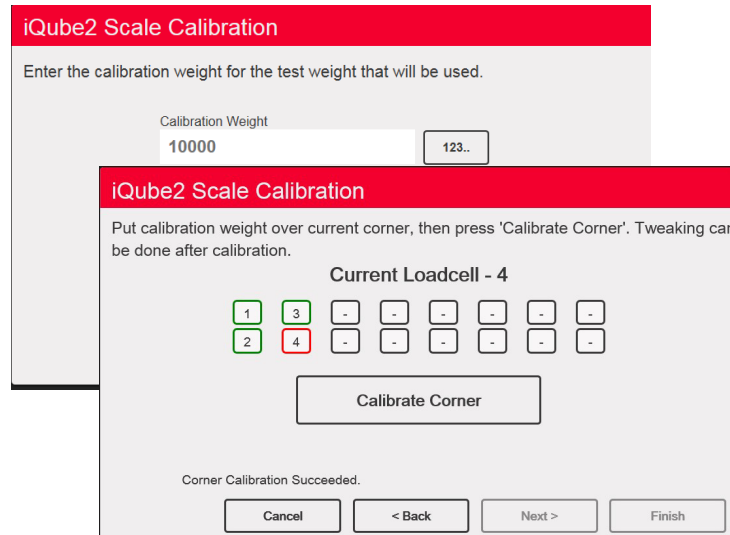 iQube2 Scale Calibration
Enter the calibration weight for the test weight that will be used.
Calibration Weight
10000 123..
iQube2 Scale Calibration
Put calibration weight over current corner, then press 'Calibrate Corner'. Tweaking can
be done after calibration.
Current Loadcell - 4
1 3 - - - - - -
2 4 - - - - - -
Calibrate Corner
Corner Calibration Succeeded.
Cancel < Back Next > Finish